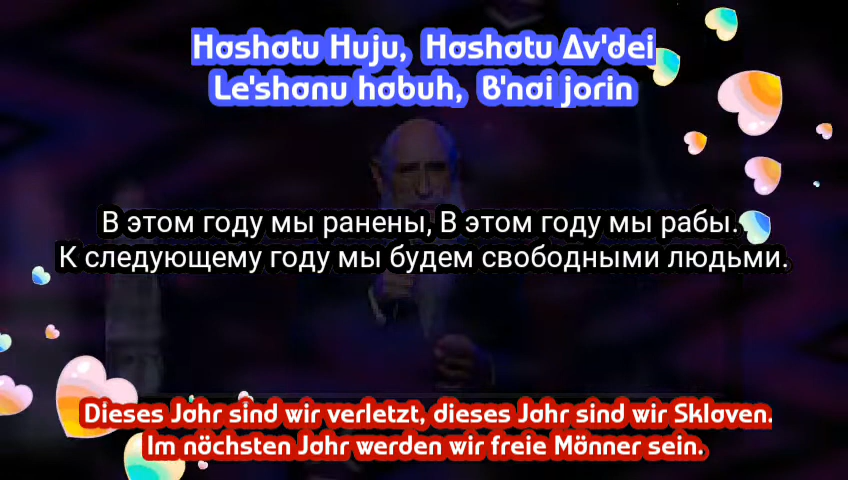 Hashatu Huju, Hashatu Av'dei
Le'shanu habuh, B'nai jorin
В этом году мы ранены, В этом году мы рабы.
К следующему году мы будем свободными людьми.
Dieses Jahr sind wir verletzt, dieses Jahr sind wir Sklaven.
Im nöchsten Jahr werden wir freie Mönner sein.